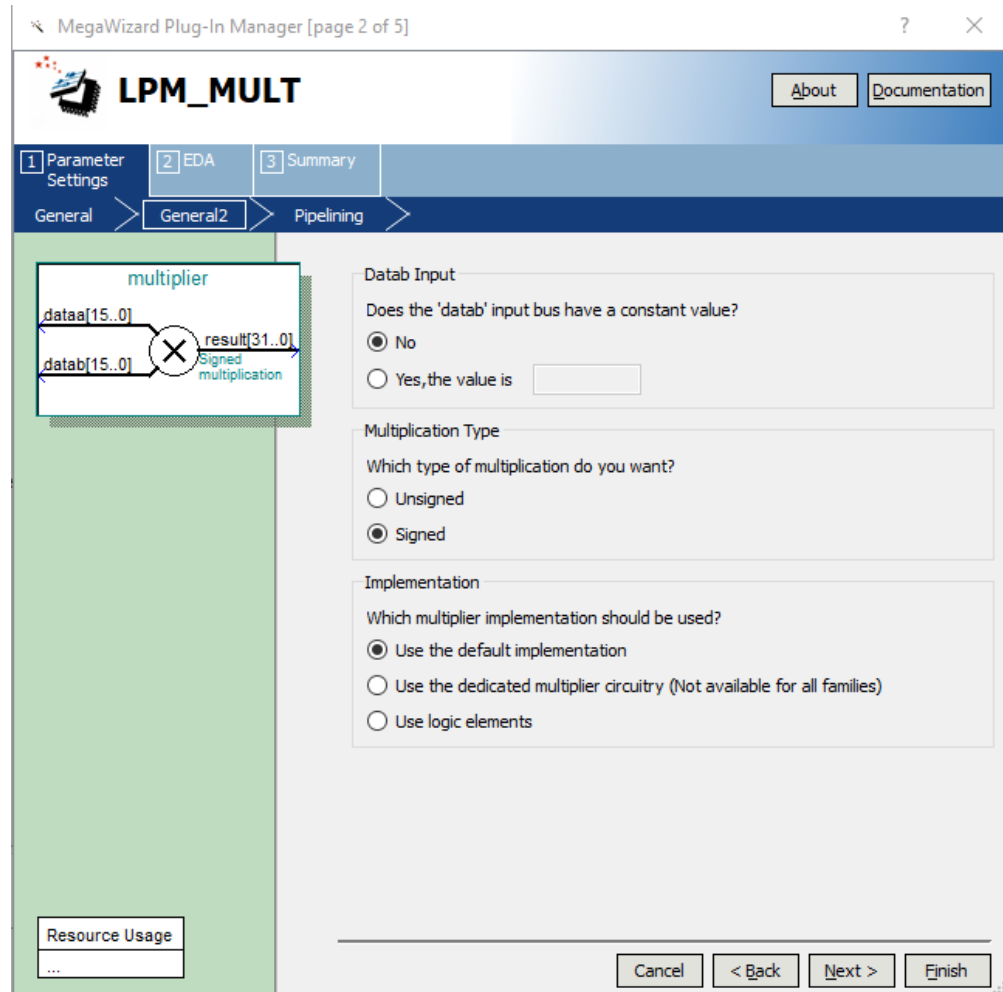 MegaWizard Plug-In Manager [page 2 of 5]
?
LPM_MULT
About
Documentation
1 Parameter Settings
2 EDA
3 Summary
General
General2
Pipelining
multiplier
dataa[15..0]
result[31..0]
datab[15..0]
Signed
multiplication
Datab Input
Does the 'datab' input bus have a constant value?
No
Yes,the value is
Multiplication Type
Which type of multiplication do you want?
Unsigned
Signed
Implementation
Which multiplier implementation should be used?
Use the default implementation
Use the dedicated multiplier circuitry (Not available for all families)
Use logic elements
Resource Usage
...
Cancel
< Back
Next >
Finish